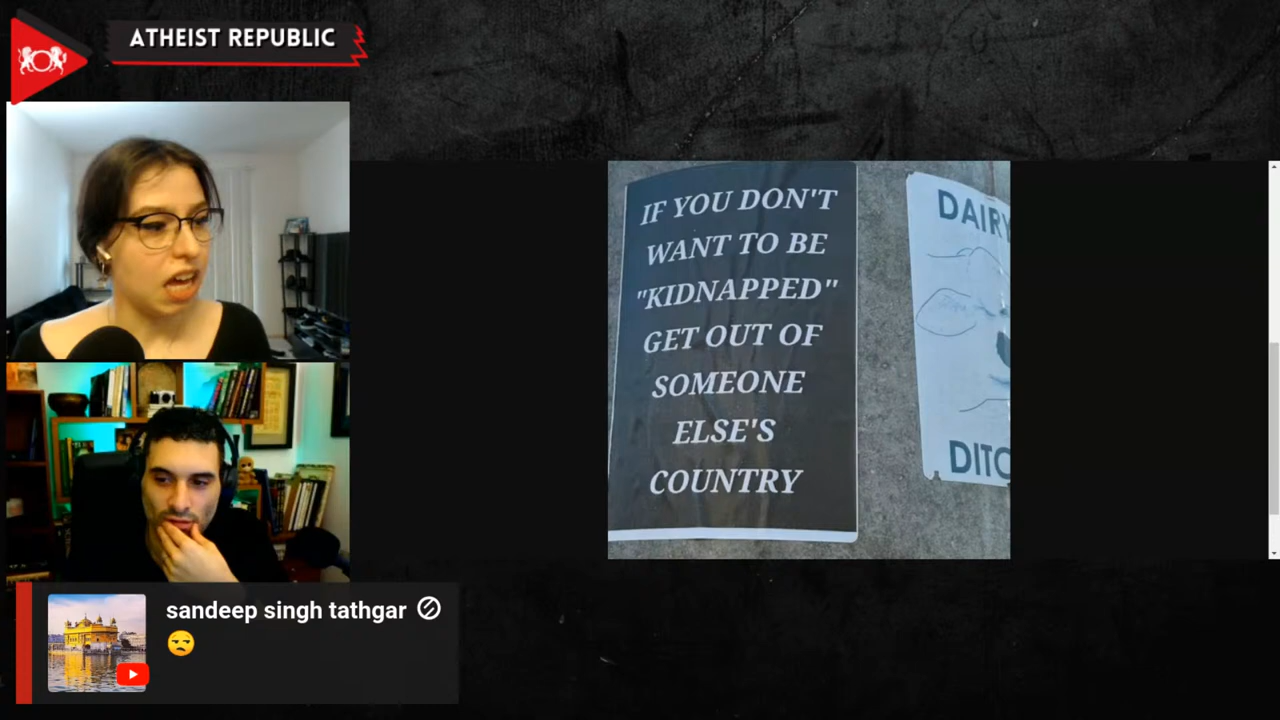 ATHEIST REPUBLIC
IF YOU DON'T
WANT TO BE
"KIDNAPPED"
GET OUT OF
SOMEONE
ELSE'S
COUNTRY
DAIRY
DITC
sandeep singh tathgar
😒